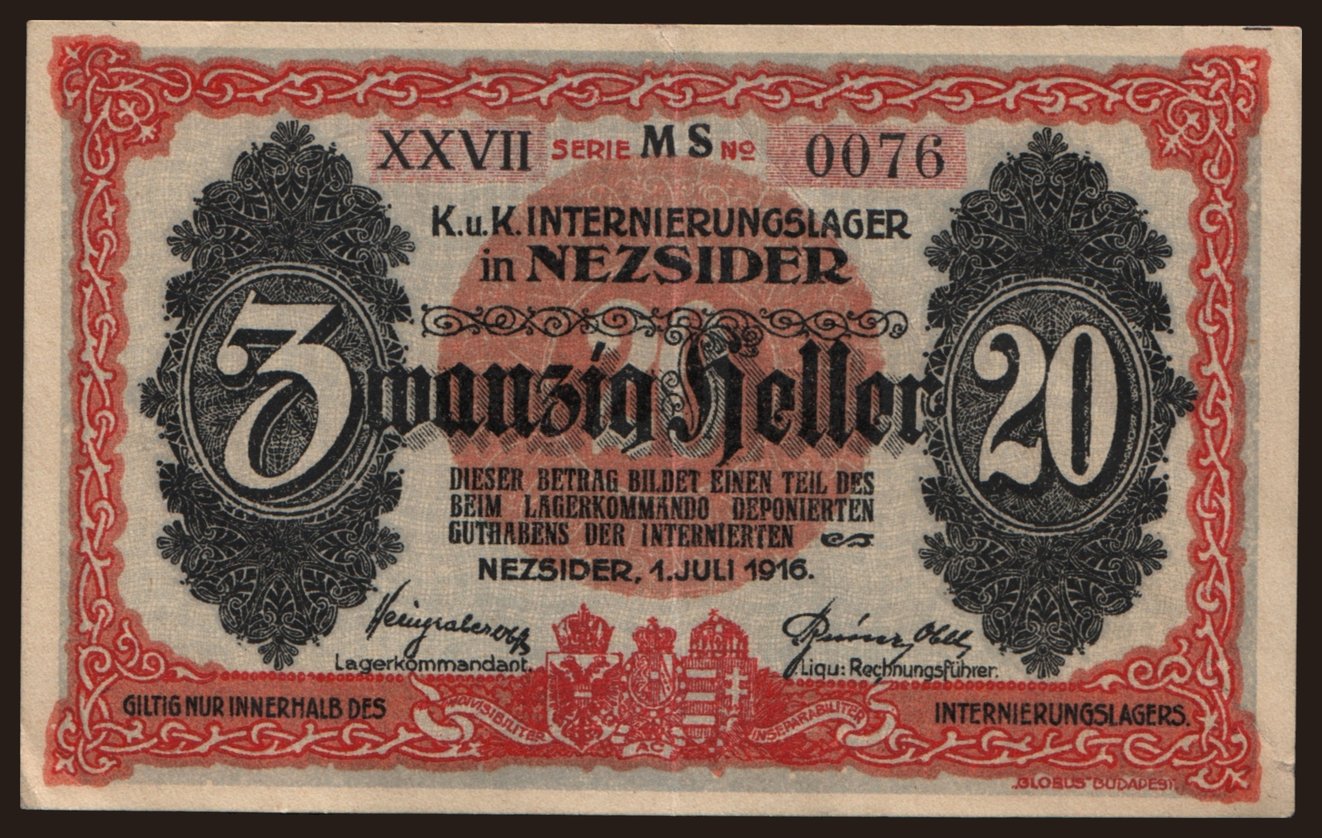 XXVII SERIE MS No 0076
K.u.K. INTERNIERUNGSLAGER
in NEZSIDER
Zwanzig Heller 20
DIESER BETRAG BILDET EINEN TEIL DES
BEIM LAGERKOMMANDO DEPONIERTEN
GUTHABENS DER INTERNIERTEN
NEZSIDER, 1. JULI 1916.
Lagerkommandant. Liqu: Rechnungsführer.
GILTIG NUR INNERHALB DES INTERNIERUNGSLAGERS.
INDIVISIBILITER AC INSEPARABILITER
„GLOBUS" BUDAPEST